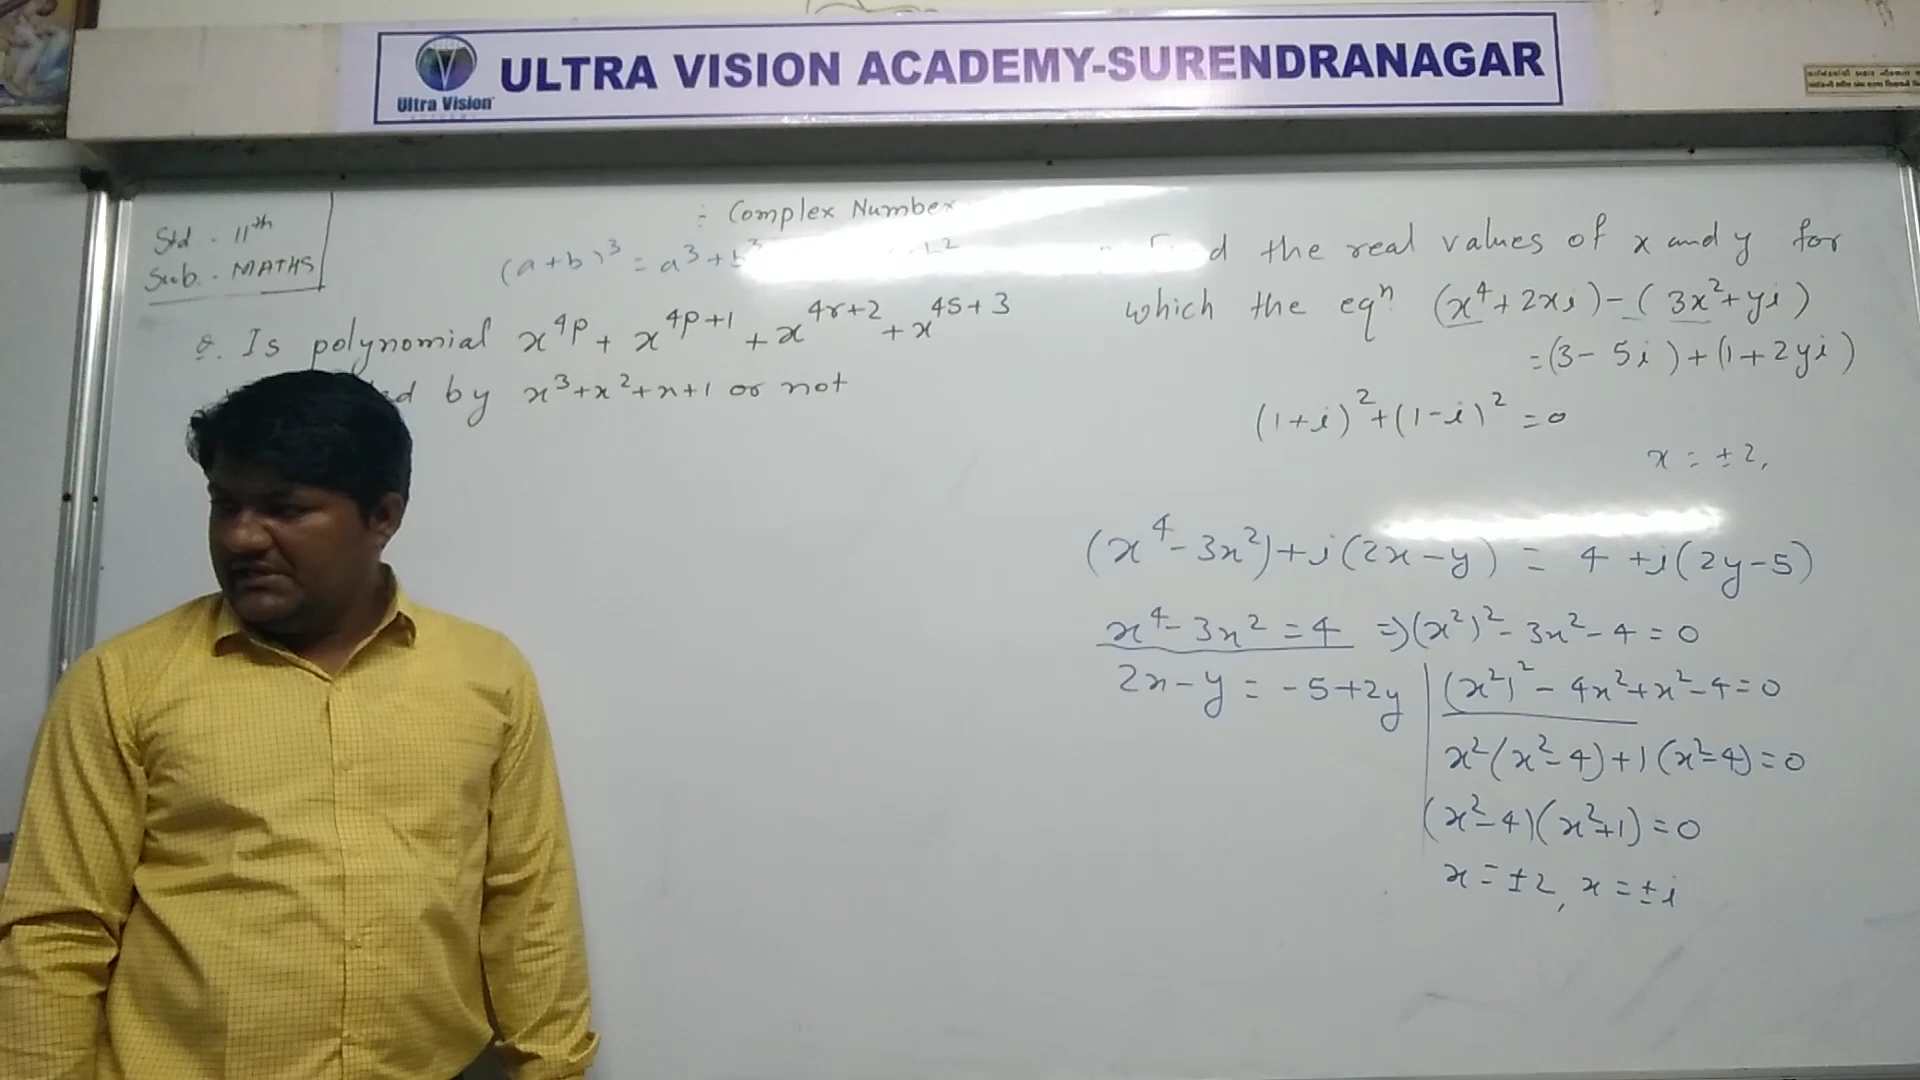 ULTRA VISION ACADEMY-SURENDRANAGAR
Ultra Vision
Std. - 11th
Sub. - MATHS
:- Complex Number
(a+b)³ = a³ + b³
Q. Is polynomial x^4p + x^4p+1 + x^4r+2 + x^4s+3
by x³+x²+x+1 or not
the real values of x and y for
which the eqⁿ. (x⁴+2xi) - (3x²+yi)
=(3-5i)+(1+2yi)
(1+i)²+(1-i)² = 0
x = ±2,
(x⁴-3x²)+i(2x-y) = 4 +i(2y-5)
x⁴-3x²=4 ⇒(x²)²-3x²-4=0
2x-y = -5+2y
(x²)²-4x²+x²-4=0
x²(x²-4)+1(x²-4)=0
(x²-4)(x²+1)=0
x=±2, x=±i